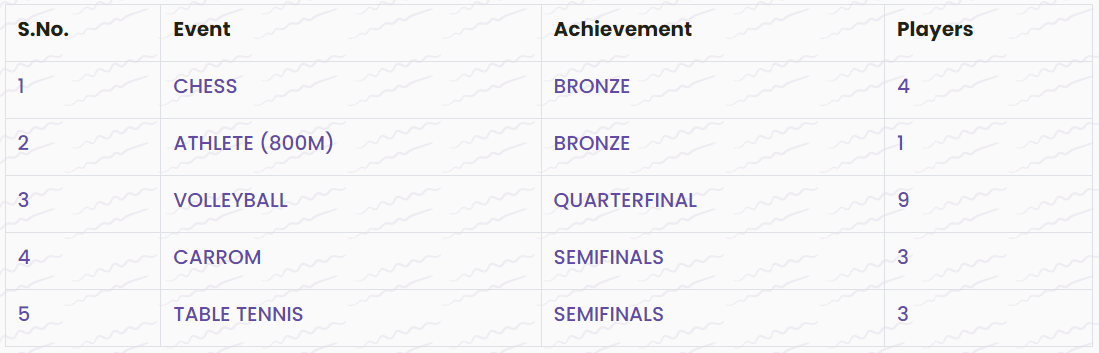 S.No. Event Achievement Players
1 CHESS BRONZE 4
2 ATHLETE (800M) BRONZE 1
3 VOLLEYBALL QUARTERFINAL 9
4 CARROM SEMIFINALS 3
5 TABLE TENNIS SEMIFINALS 3